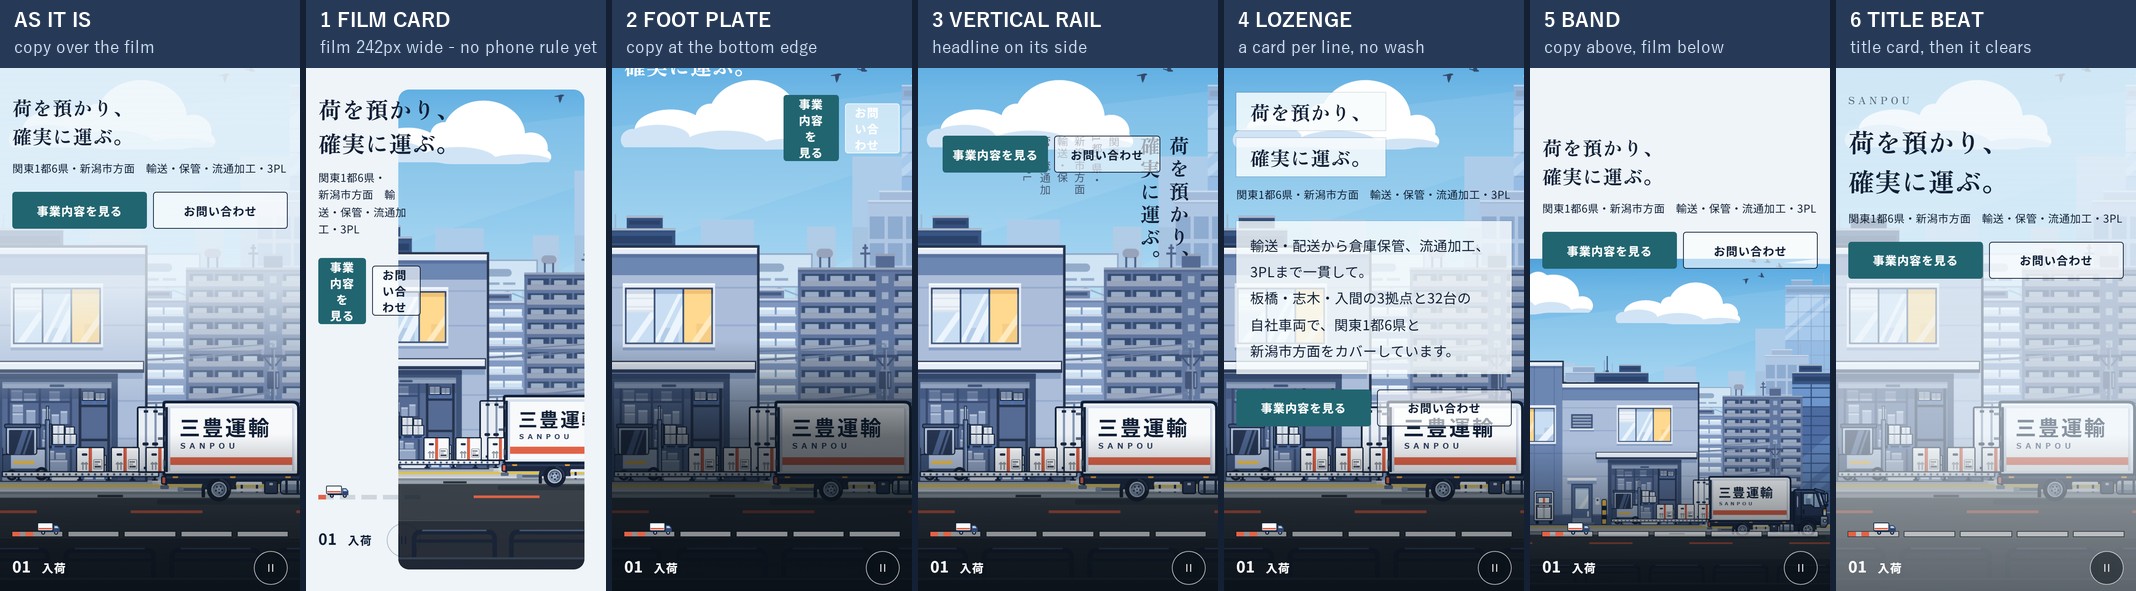 AS IT IS
copy over the film
荷を預かり、
確実に運ぶ。
関東1都6県・新潟市方面　輸送・保管・流通加工・3PL
事業内容を見る
お問い合わせ
三豊運輸
SANPOU
01 入荷
1 FILM CARD
film 242px wide - no phone rule yet
荷を預かり、
確実に運ぶ。
関東1都6県・
新潟市方面　輸
送・保管・流通加
工・3PL
事業
内容
を
見る
お問
い合
わせ
三豊運
SANPOU
01 入荷
2 FOOT PLATE
copy at the bottom edge
確実に運ぶ。
事業
内容
を
見る
お問
い合
わせ
三豊運輸
SANPOU
01 入荷
3 VERTICAL RAIL
headline on its side
荷を預かり、
確実に運ぶ。
事業内容を見る
お問い合わせ
三豊運輸
SANPOU
01 入荷
4 LOZENGE
a card per line, no wash
荷を預かり、
確実に運ぶ。
関東1都6県・新潟市方面　輸送・保管・流通加工・3PL
輸送・配送から倉庫保管、流通加工、
3PLまで一貫して。
板橋・志木・入間の3拠点と32台の
自社車両で、関東1都6県と
新潟市方面をカバーしています。
事業内容を見る
お問い合わせ
三豊運輸
SANPOU
01 入荷
5 BAND
copy above, film below
荷を預かり、
確実に運ぶ。
関東1都6県・新潟市方面　輸送・保管・流通加工・3PL
事業内容を見る
お問い合わせ
三豊運輸
SANPOU
01 入荷
6 TITLE BEAT
title card, then it clears
SANPOU
荷を預かり、
確実に運ぶ。
関東1都6県・新潟市方面　輸送・保管・流通加工・3PL
事業内容を見る
お問い合わせ
三豊運輸
SANPOU
01 入荷